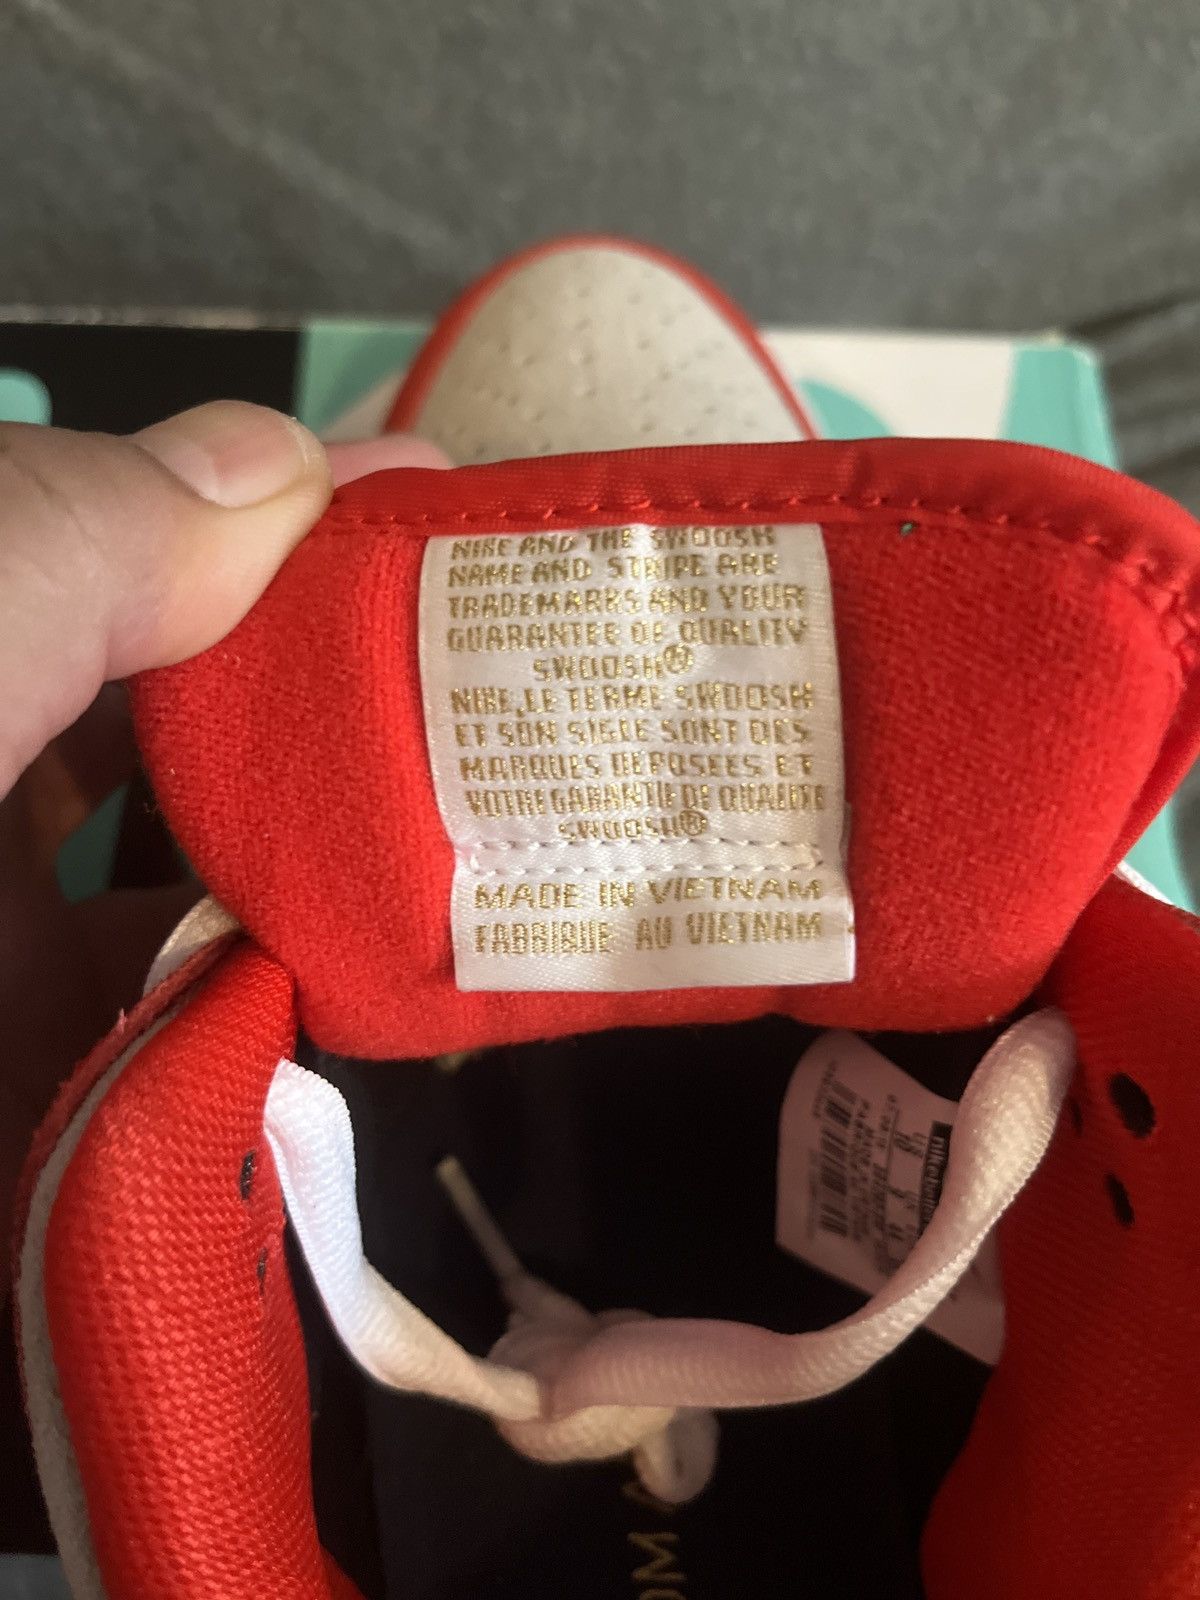 NIKE AND THE SWOOSH
NAME AND STRIPE ARE
TRADEMARKS AND YOUR
GUARANTEE OF QUALITY
SWOOSH®
NIKE, LE TERME SWOOSH
ET SON SIGLE SONT DES
MARQUES DEPOSEES ET
VOTRE GARANTIE DE QUALITE
SWOOSH®
MADE IN VIETNAM
FABRIQUE AU VIETNAM